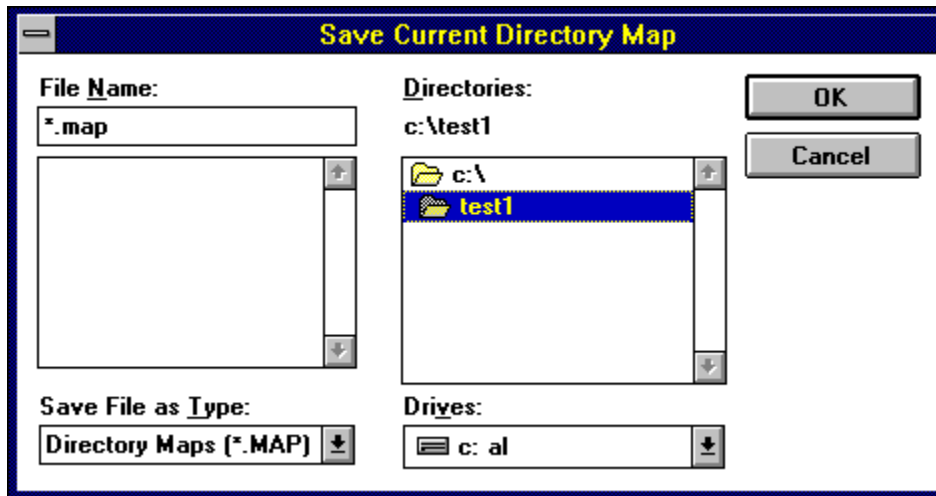 Save Current Directory Map
File Name:
*.map
Directories:
c:\test1
OK
Cancel
c:\
test1
Save File as Type:
Directory Maps (*.MAP)
Drives:
c: al